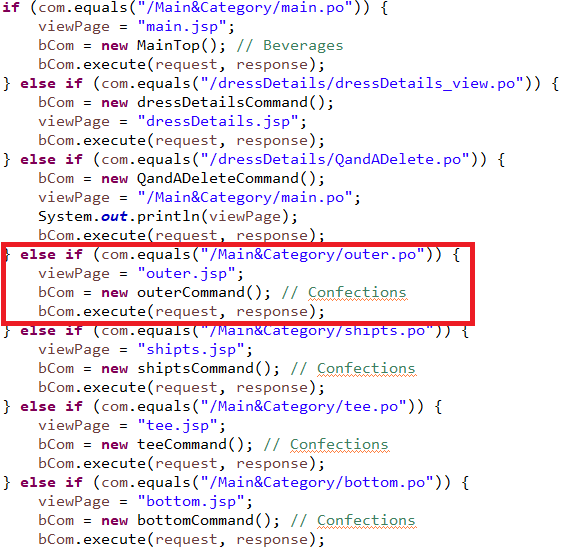 if (com.equals("/Main&Category/main.po")) {
viewPage = "main.jsp";
bCom = new MainTop(); // Beverages
bCom.execute(request, response);
} else if (com.equals("/dressDetails/dressDetails_view.po")) {
bCom = new dressDetailsCommand();
viewPage = "dressDetails.jsp";
bCom.execute(request, response);
} else if (com.equals("/dressDetails/QandADelete.po")) {
bCom = new QandADeleteCommand();
viewPage = "/Main&Category/main.po";
System.out.println(viewPage);
bCom.execute(request, response);
} else if (com.equals("/Main&Category/outer.po")) {
viewPage = "outer.jsp";
bCom = new outerCommand(); // Confections
bCom.execute(request, response);
} else if (com.equals("/Main&Category/shipts.po")) {
viewPage = "shipts.jsp";
bCom = new shiptsCommand(); // Confections
bCom.execute(request, response);
} else if (com.equals("/Main&Category/tee.po")) {
viewPage = "tee.jsp";
bCom = new teeCommand(); // Confections
bCom.execute(request, response);
} else if (com.equals("/Main&Category/bottom.po")) {
viewPage = "bottom.jsp";
bCom = new bottomCommand(); // Confections
bCom.execute(request, response);